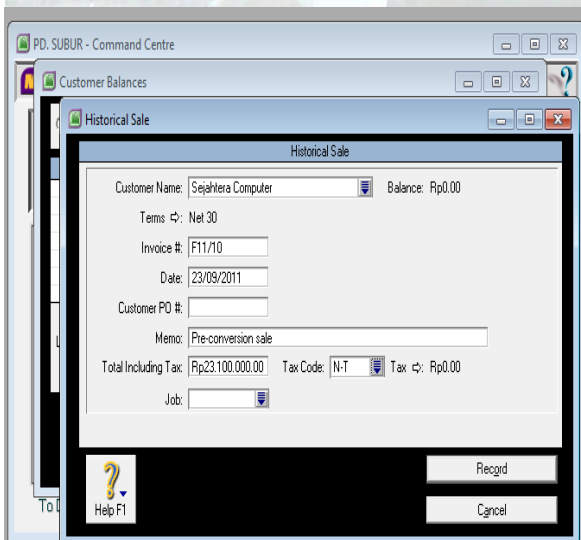 PD. SUBUR - Command Centre
Customer Balances
Historical Sale
Historical Sale
Customer Name: Sejahtera Computer Balance: Rp0.00
Terms ⇨: Net 30
Invoice #: F11/10
Date: 23/09/2011
Customer PO #:
Memo: Pre-conversion sale
Total Including Tax: Rp23.100.000.00 Tax Code: N-T Tax ⇨: Rp0.00
Job:
Record
Help F1
Cancel
To